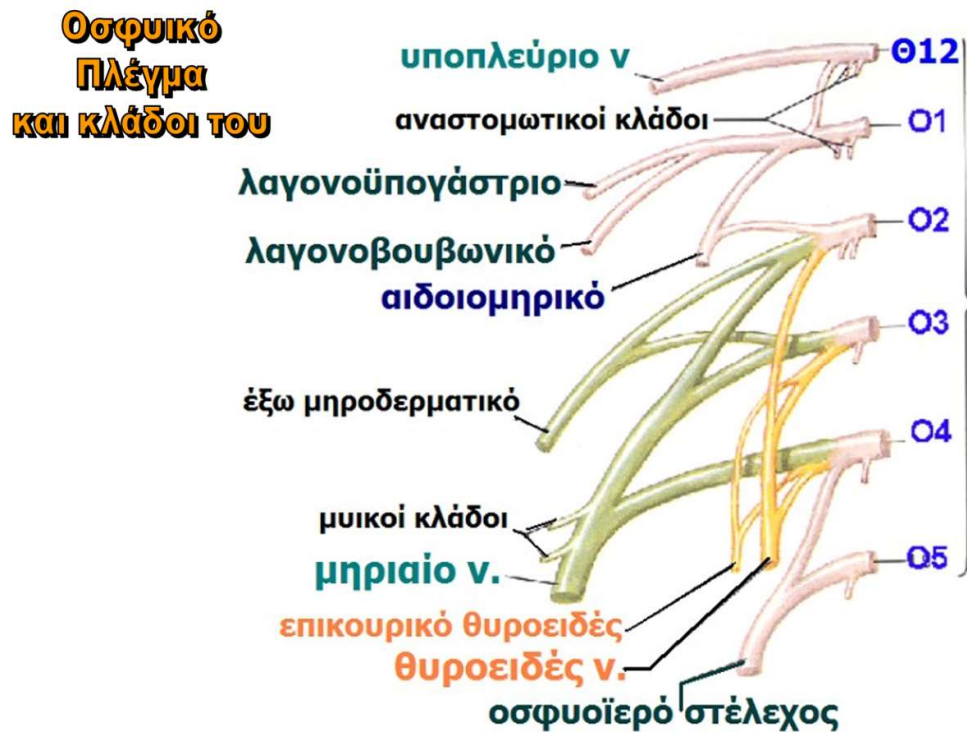 Οσφυικό
Πλέγμα
και κλάδοι του
υποπλεύριο ν
Θ12
αναστομωτικοί κλάδοι
Ο1
λαγονοϋπογάστριο
Ο2
λαγονοβουβωνικό
αιδοιομηρικό
Ο3
έξω μηροδερματικό
Ο4
μυικοί κλάδοι
μηριαίο ν.
Ο5
επικουρικό θυροειδές
θυροειδές ν.
οσφυοϊερό στέλεχος